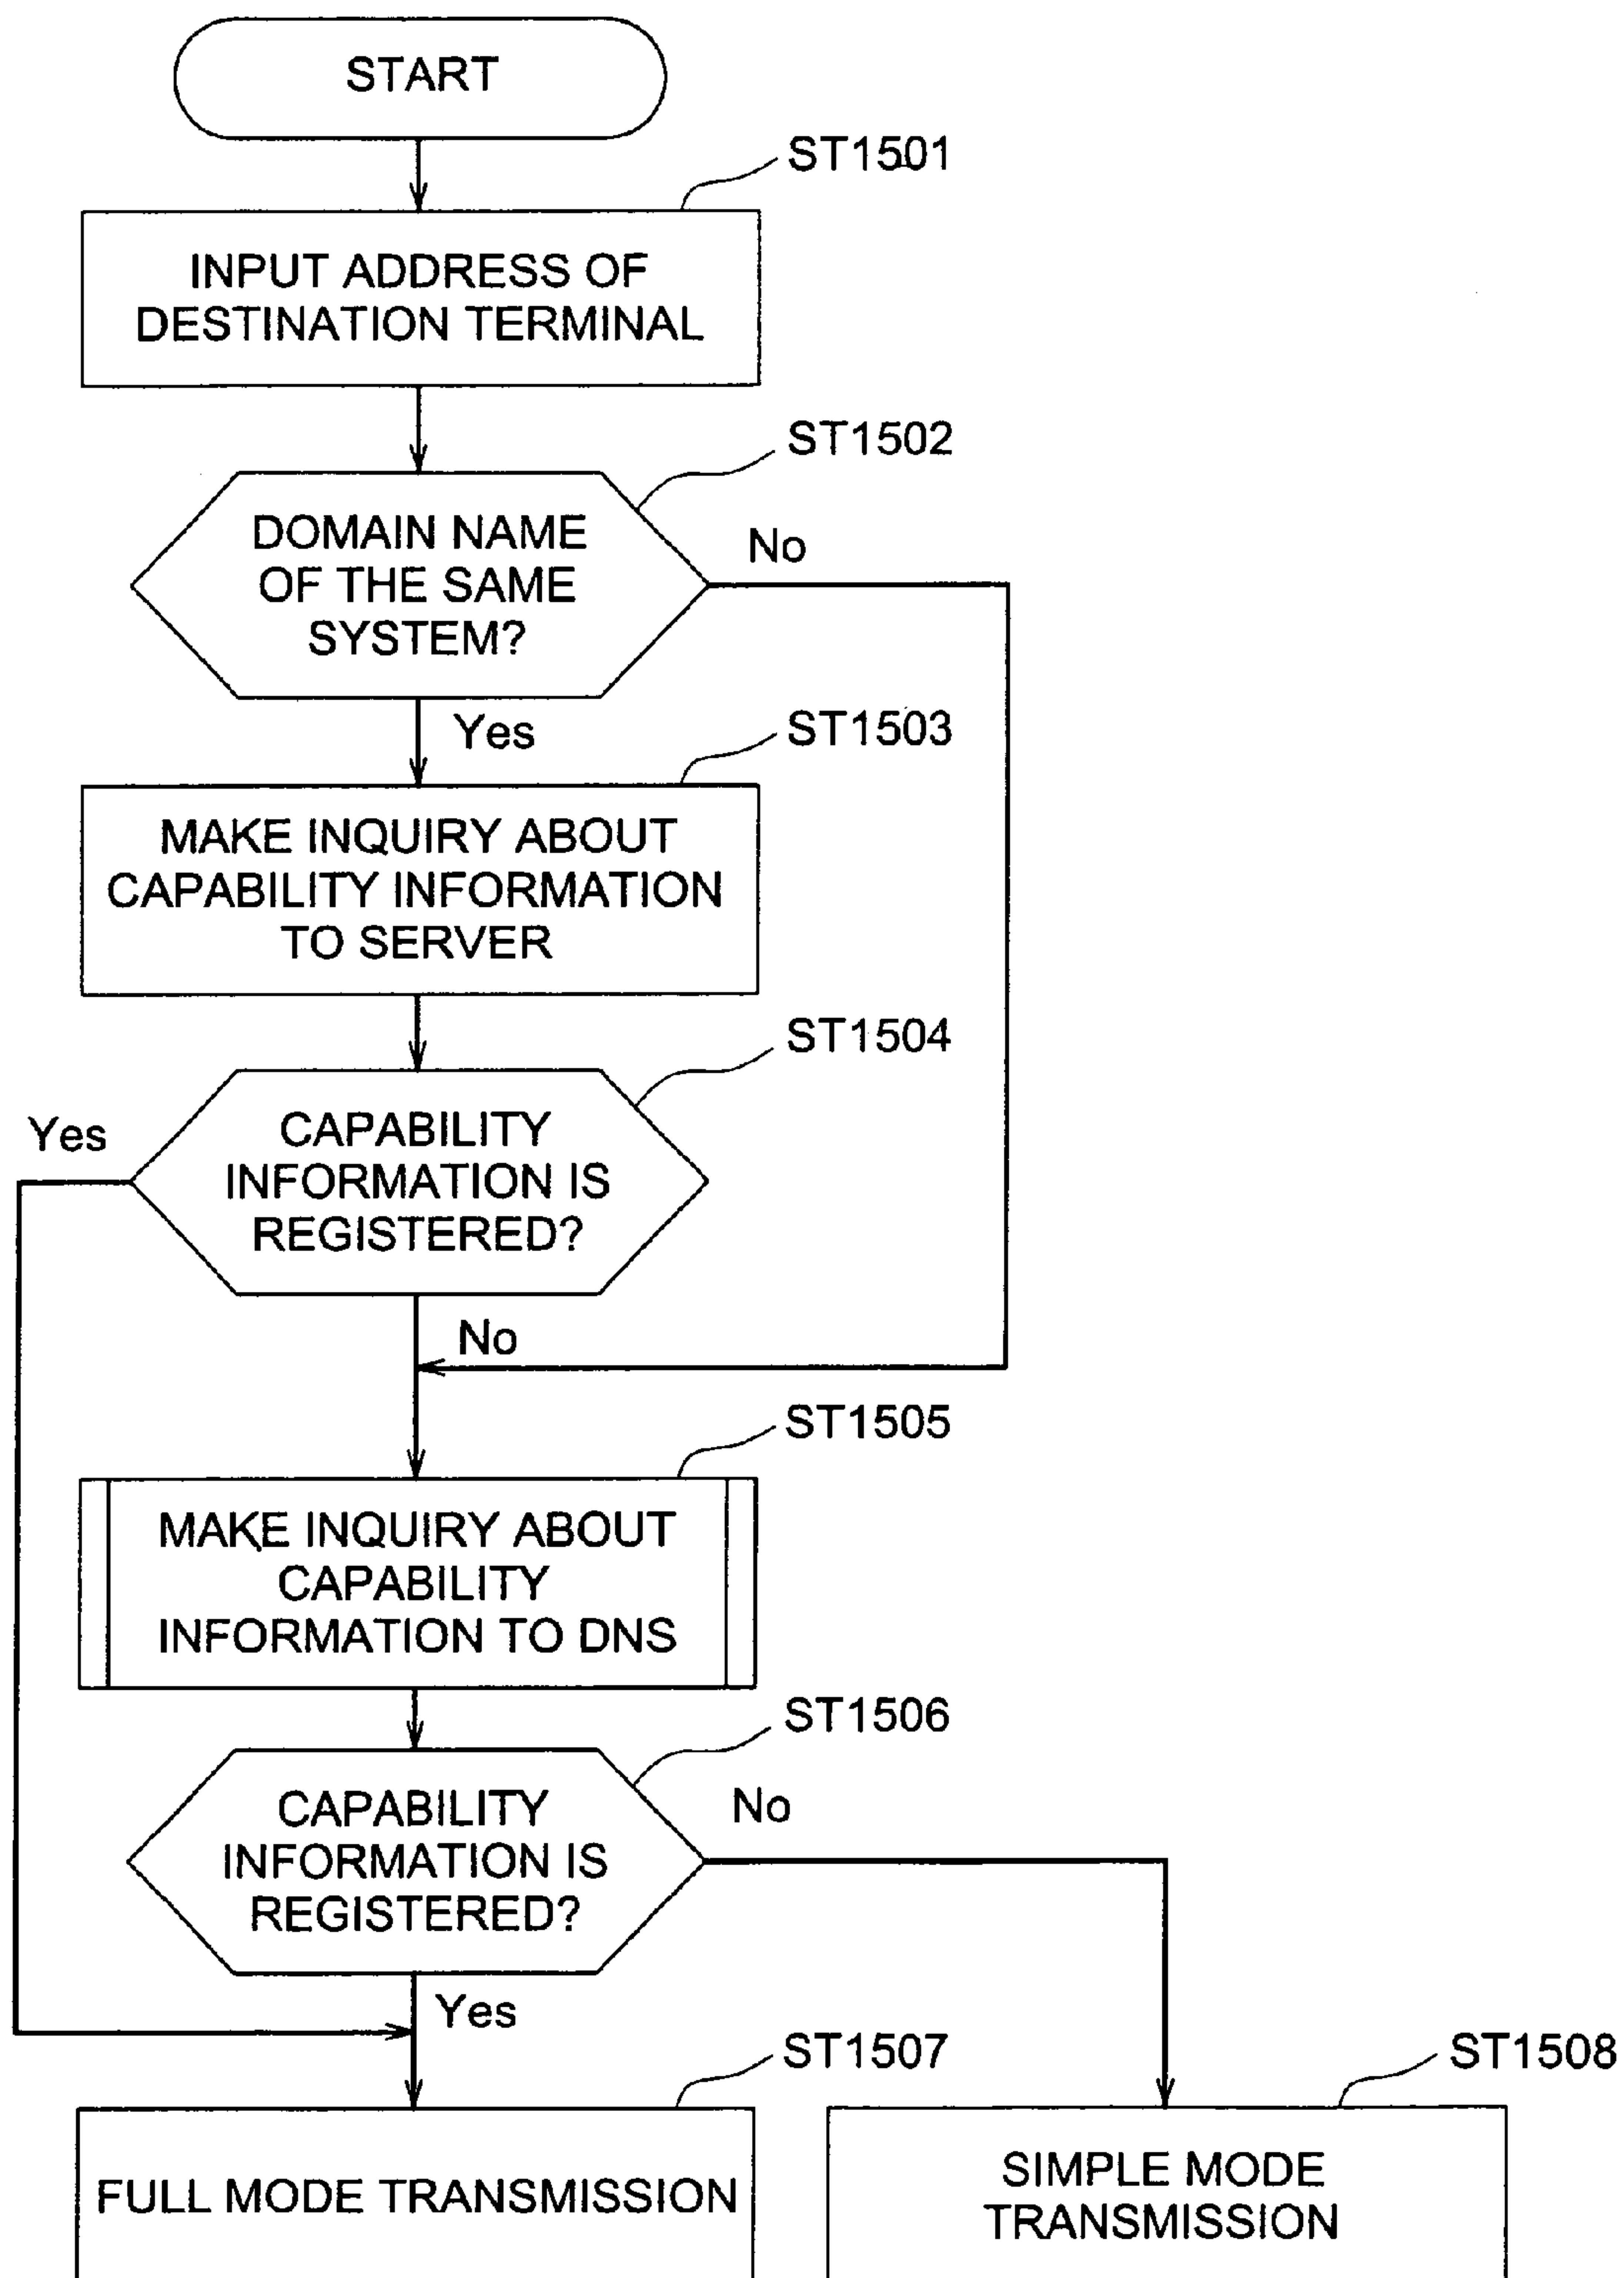 START
ST1501
INPUT ADDRESS OF
DESTINATION TERMINAL
ST1502
DOMAIN NAME
OF THE SAME
SYSTEM?
No
Yes
ST1503
MAKE INQUIRY ABOUT
CAPABILITY INFORMATION
TO SERVER
ST1504
Yes
CAPABILITY
INFORMATION IS
REGISTERED?
No
ST1505
MAKE INQUIRY ABOUT
CAPABILITY
INFORMATION TO DNS
ST1506
No
CAPABILITY
INFORMATION IS
REGISTERED?
Yes
ST1507
ST1508
FULL MODE TRANSMISSION
SIMPLE MODE
TRANSMISSION